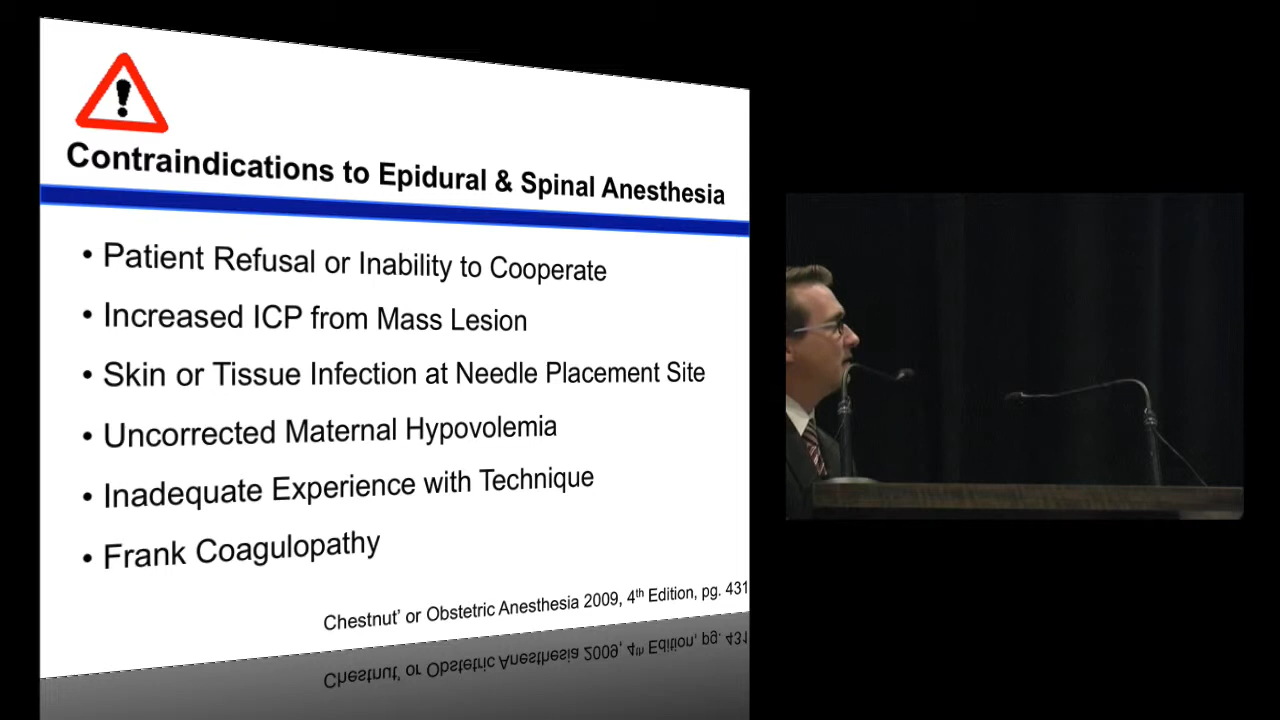 Contraindications to Epidural & Spinal Anesthesia
• Patient Refusal or Inability to Cooperate
• Increased ICP from Mass Lesion
• Skin or Tissue Infection at Needle Placement Site
• Uncorrected Maternal Hypovolemia
• Inadequate Experience with Technique
• Frank Coagulopathy
Chestnut’ or Obstetric Anesthesia 2009, 4th Edition, pg. 431